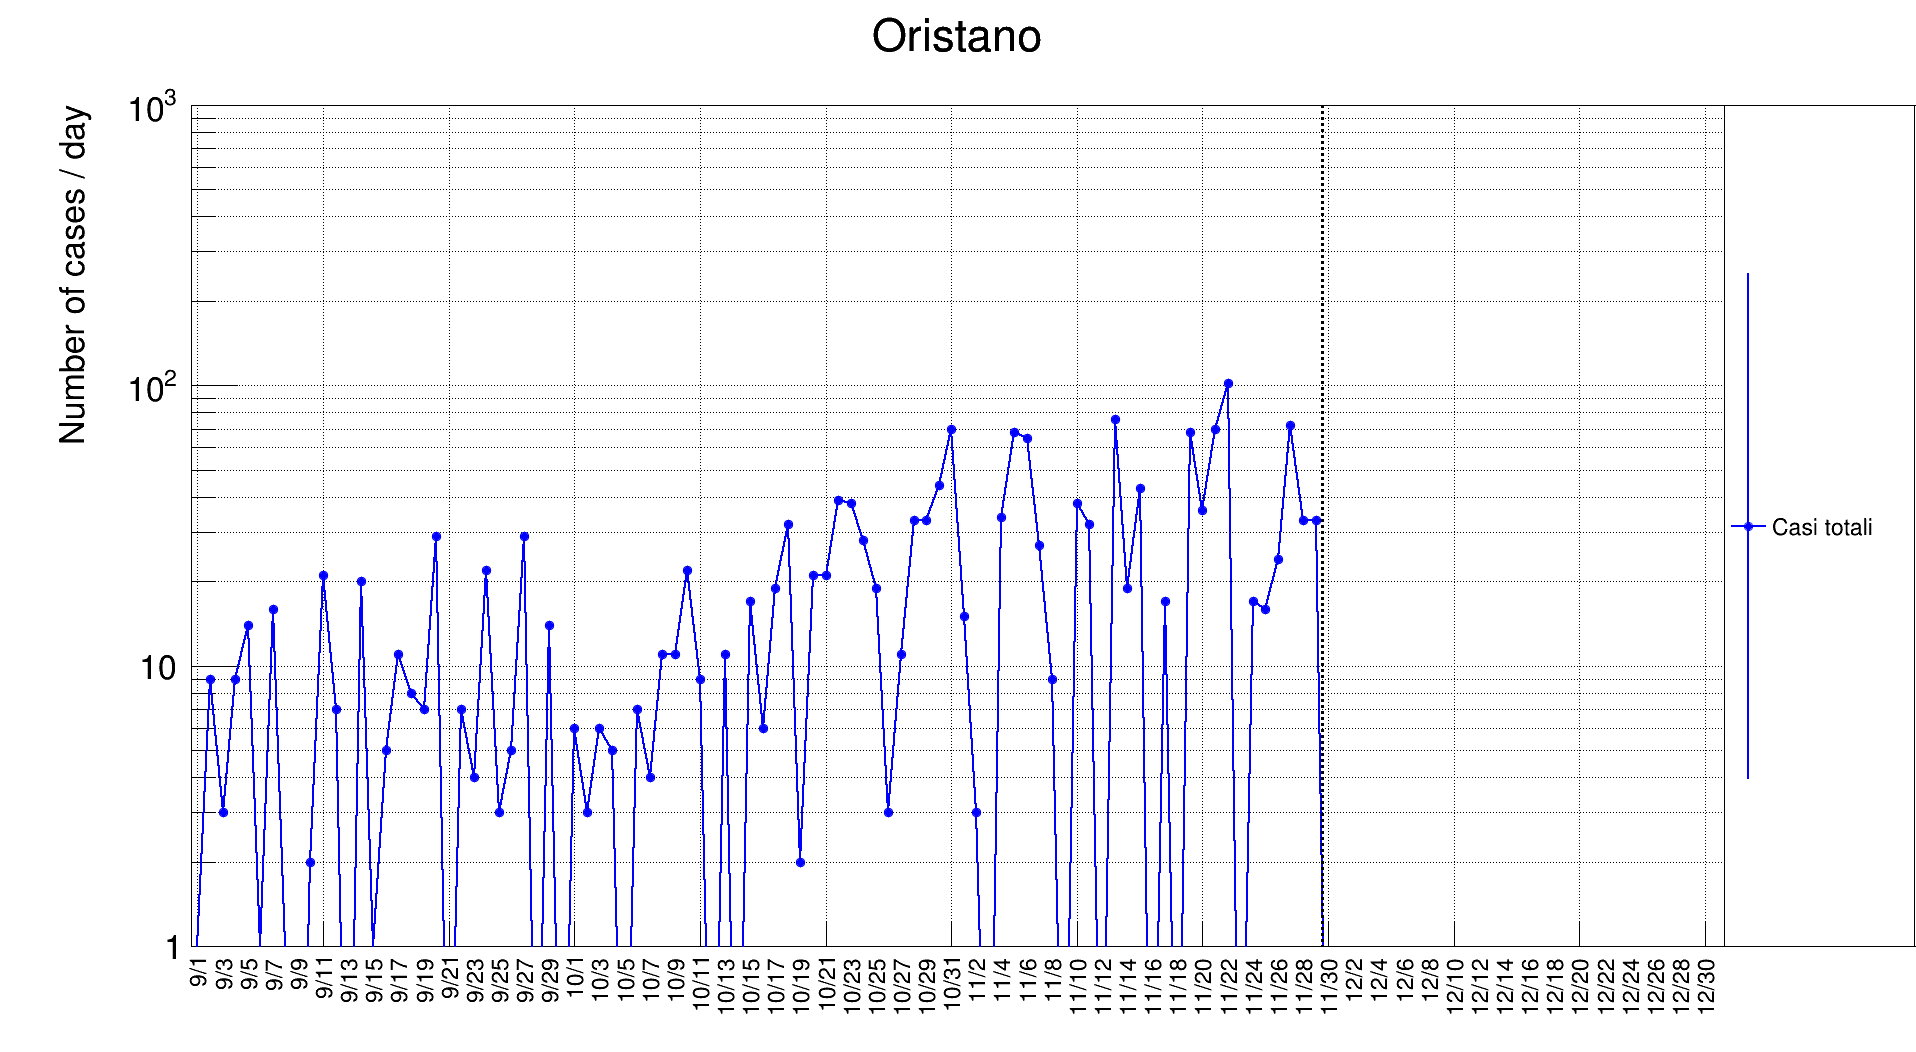 Oristano
Number of cases / day
10³
10²
10
1
9/1 9/3 9/5 9/7 9/9 9/11 9/13 9/15 9/17 9/19 9/21 9/23 9/25 9/27 9/29 10/1 10/3 10/5 10/7 10/9 10/11 10/13 10/15 10/17 10/19 10/21 10/23 10/25 10/27 10/29 10/31 11/2 11/4 11/6 11/8 11/10 11/12 11/14 11/16 11/18 11/20 11/22 11/24 11/26 11/28 11/30 12/2 12/4 12/6 12/8 12/10 12/12 12/14 12/16 12/18 12/20 12/22 12/24 12/26 12/28 12/30
Casi totali